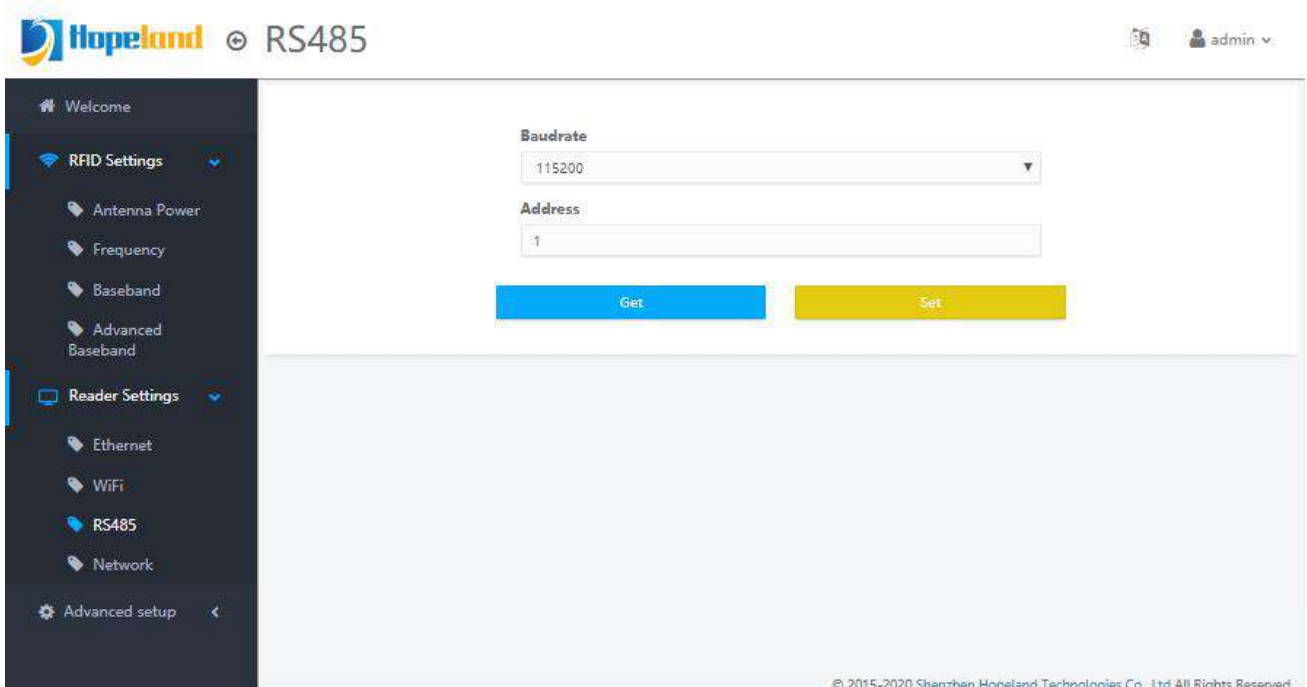 Hopeland RS485
admin
Welcome
RFID Settings
Antenna Power
Frequency
Baseband
Advanced
Baseband
Reader Settings
Ethernet
WiFi
RS485
Network
Advanced setup
Baudrate
115200
Address
1
Get Set
© 2015-2020 Shenzhen Hopeland Technologies Co., Ltd All Rights Reserved